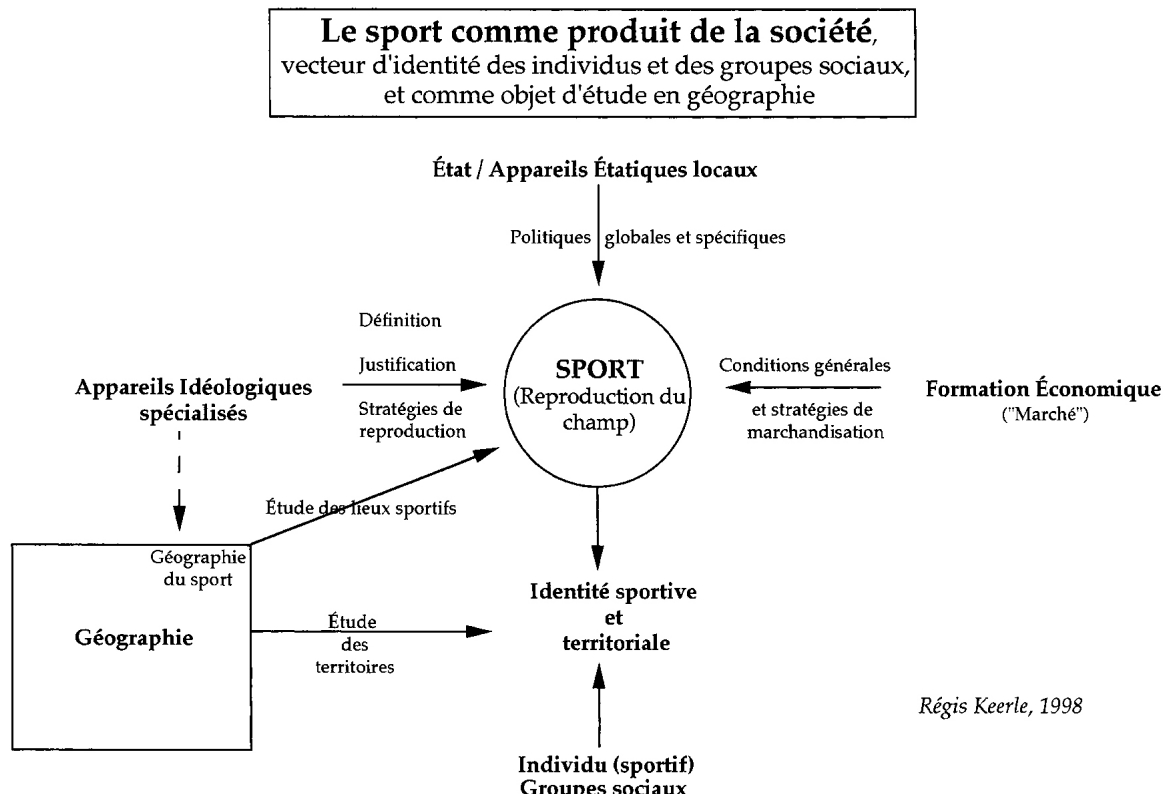 Le sport comme produit de la société,
vecteur d'identité des individus et des groupes sociaux,
et comme objet d'étude en géographie
État / Appareils Étatiques locaux
Politiques globales et spécifiques
Définition
Justification
Stratégies de
reproduction
Appareils Idéologiques
spécialisés
SPORT
(Reproduction du
champ)
Conditions générales
et stratégies de
marchandisation
Formation Économique
("Marché")
Étude des lieux sportifs
Géographie
du sport
Géographie
Étude
des
territoires
Identité sportive
et
territoriale
Régis Keerle, 1998
Individu (sportif)
Groupes sociaux